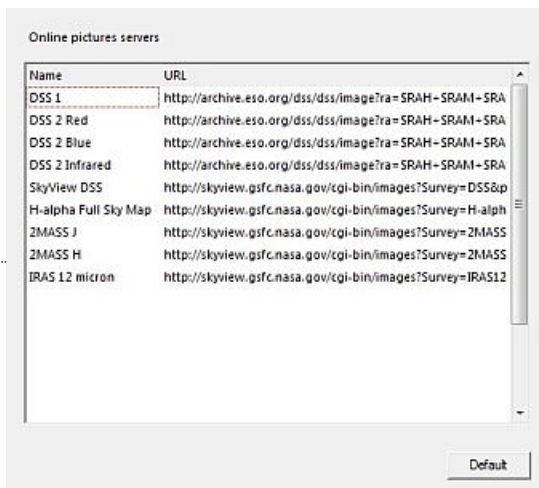 Online pictures servers
Name URL
DSS 1 http://archive.eso.org/dss/dss/image?ra=SRAH+SRAM+SRA
DSS 2 Red http://archive.eso.org/dss/dss/image?ra=SRAH+SRAM+SRA
DSS 2 Blue http://archive.eso.org/dss/dss/image?ra=SRAH+SRAM+SRA
DSS 2 Infrared http://archive.eso.org/dss/dss/image?ra=SRAH+SRAM+SRA
SkyView DSS http://skyview.gsfc.nasa.gov/cgi-bin/images?Survey=DSS&p
H-alpha Full Sky Map http://skyview.gsfc.nasa.gov/cgi-bin/images?Survey=H-alph
2MASS J http://skyview.gsfc.nasa.gov/cgi-bin/images?Survey=2MASS
2MASS H http://skyview.gsfc.nasa.gov/cgi-bin/images?Survey=2MASS
IRAS 12 micron http://skyview.gsfc.nasa.gov/cgi-bin/images?Survey=IRAS12
Default